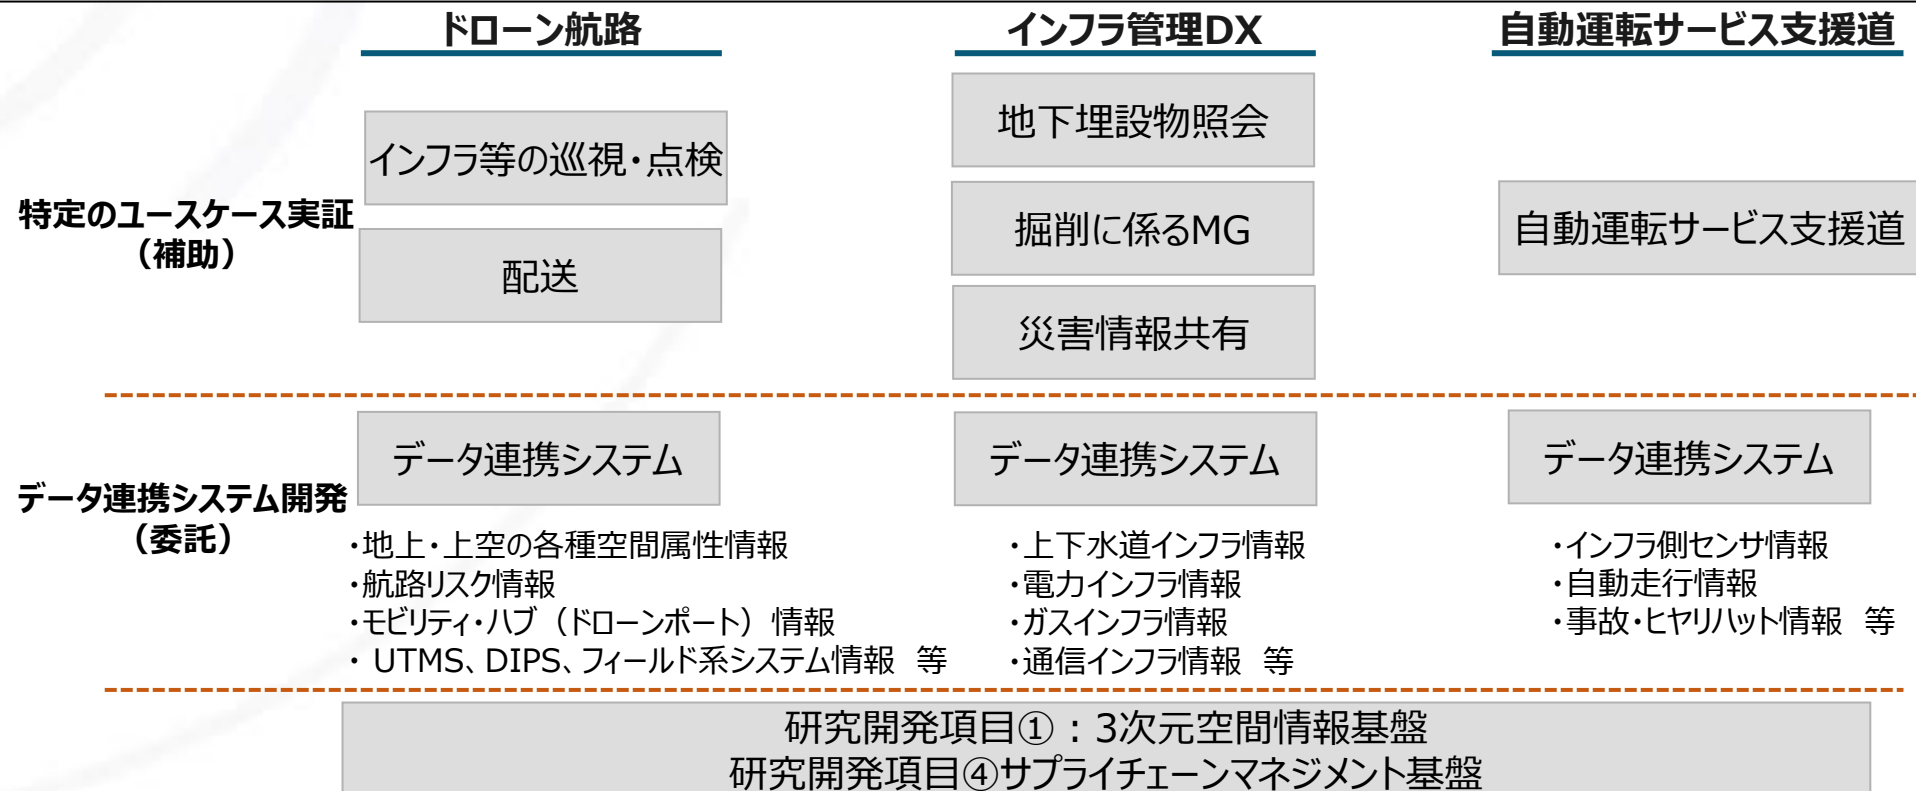 ドローン航路
インフラ管理DX
自動運転サービス支援道
特定のユースケース実証
（補助）
インフラ等の巡視・点検
配送
地下埋設物照会
掘削に係るMG
災害情報共有
自動運転サービス支援道
データ連携システム開発
（委託）
データ連携システム
・地上・上空の各種空間属性情報
・航路リスク情報
・モビリティ・ハブ（ドローンポート）情報
・ UTMS、DIPS、フィールド系システム情報　等
データ連携システム
・上下水道インフラ情報
・電力インフラ情報
・ガスインフラ情報
・通信インフラ情報　等
データ連携システム
・インフラ側センサ情報
・自動走行情報
・事故・ヒヤリハット情報　等
研究開発項目①：3次元空間情報基盤
研究開発項目④サプライチェーンマネジメント基盤